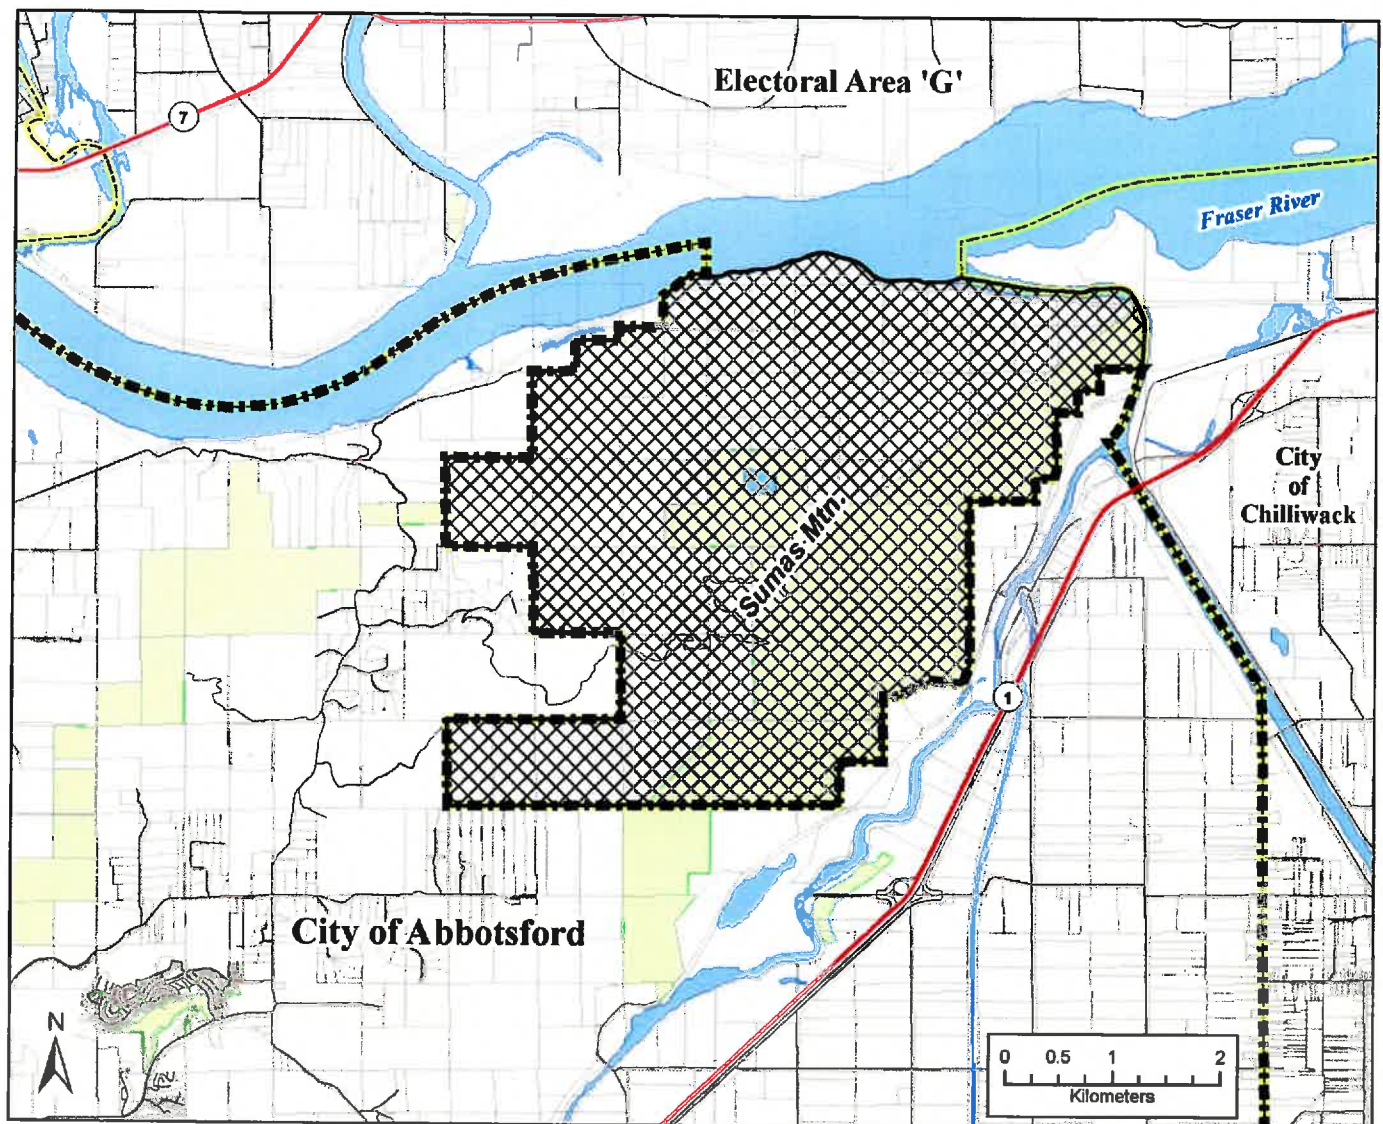 Electoral Area 'G'
7
Fraser River
City
of
Chilliwack
Sumas Mtn.
1
City of Abbotsford
N
0 0.5 1 2
Kilometers